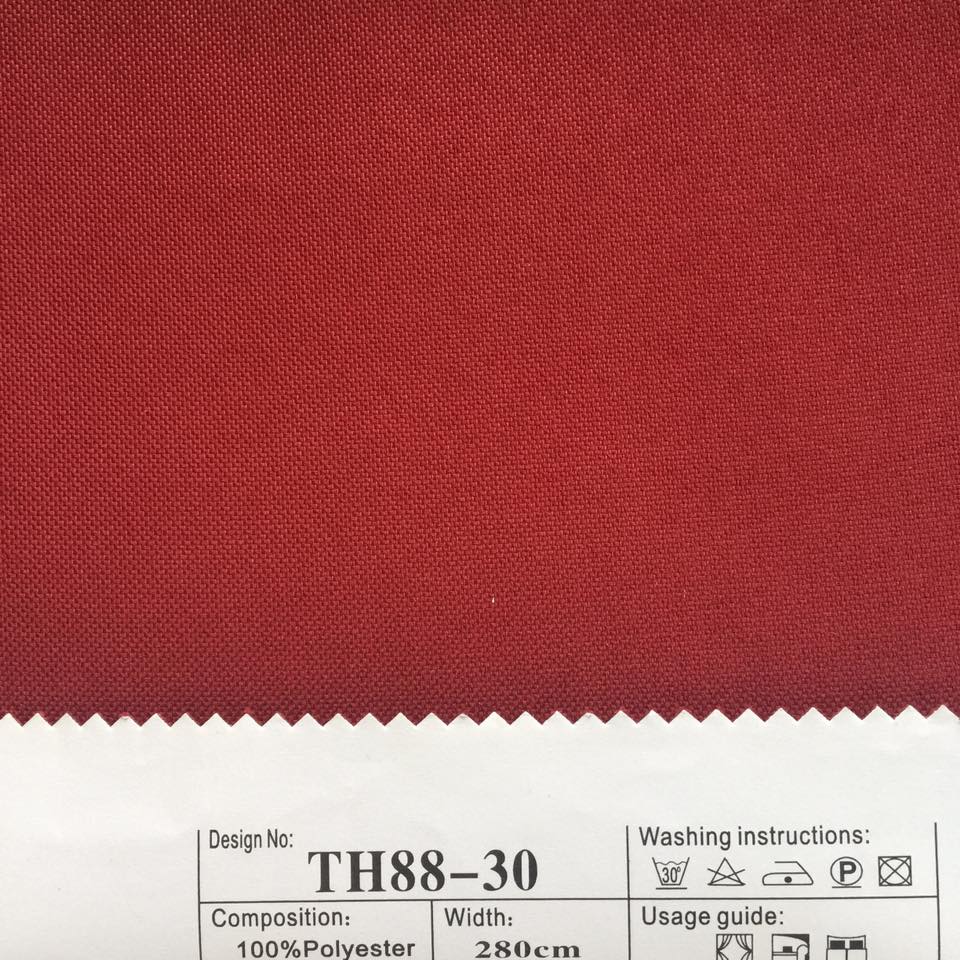 Design No:
TH88-30
Washing instructions:
30°
P
Composition:
100%Polyester
Width:
280cm
Usage guide: